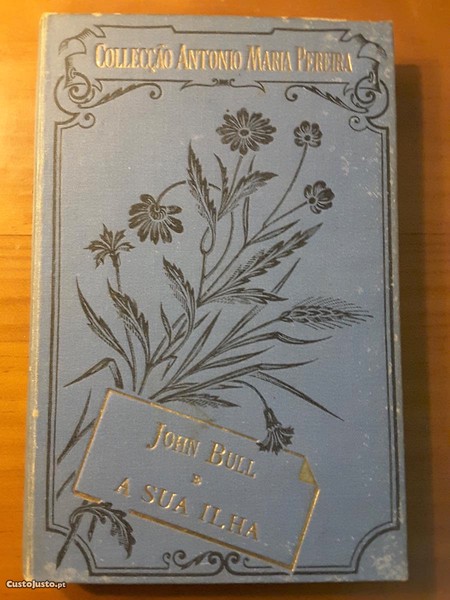 COLLECÇÃO ANTONIO MARIA PEREIRA
JOHN BULL
E
A SUA ILHA
CustoJusto.pt